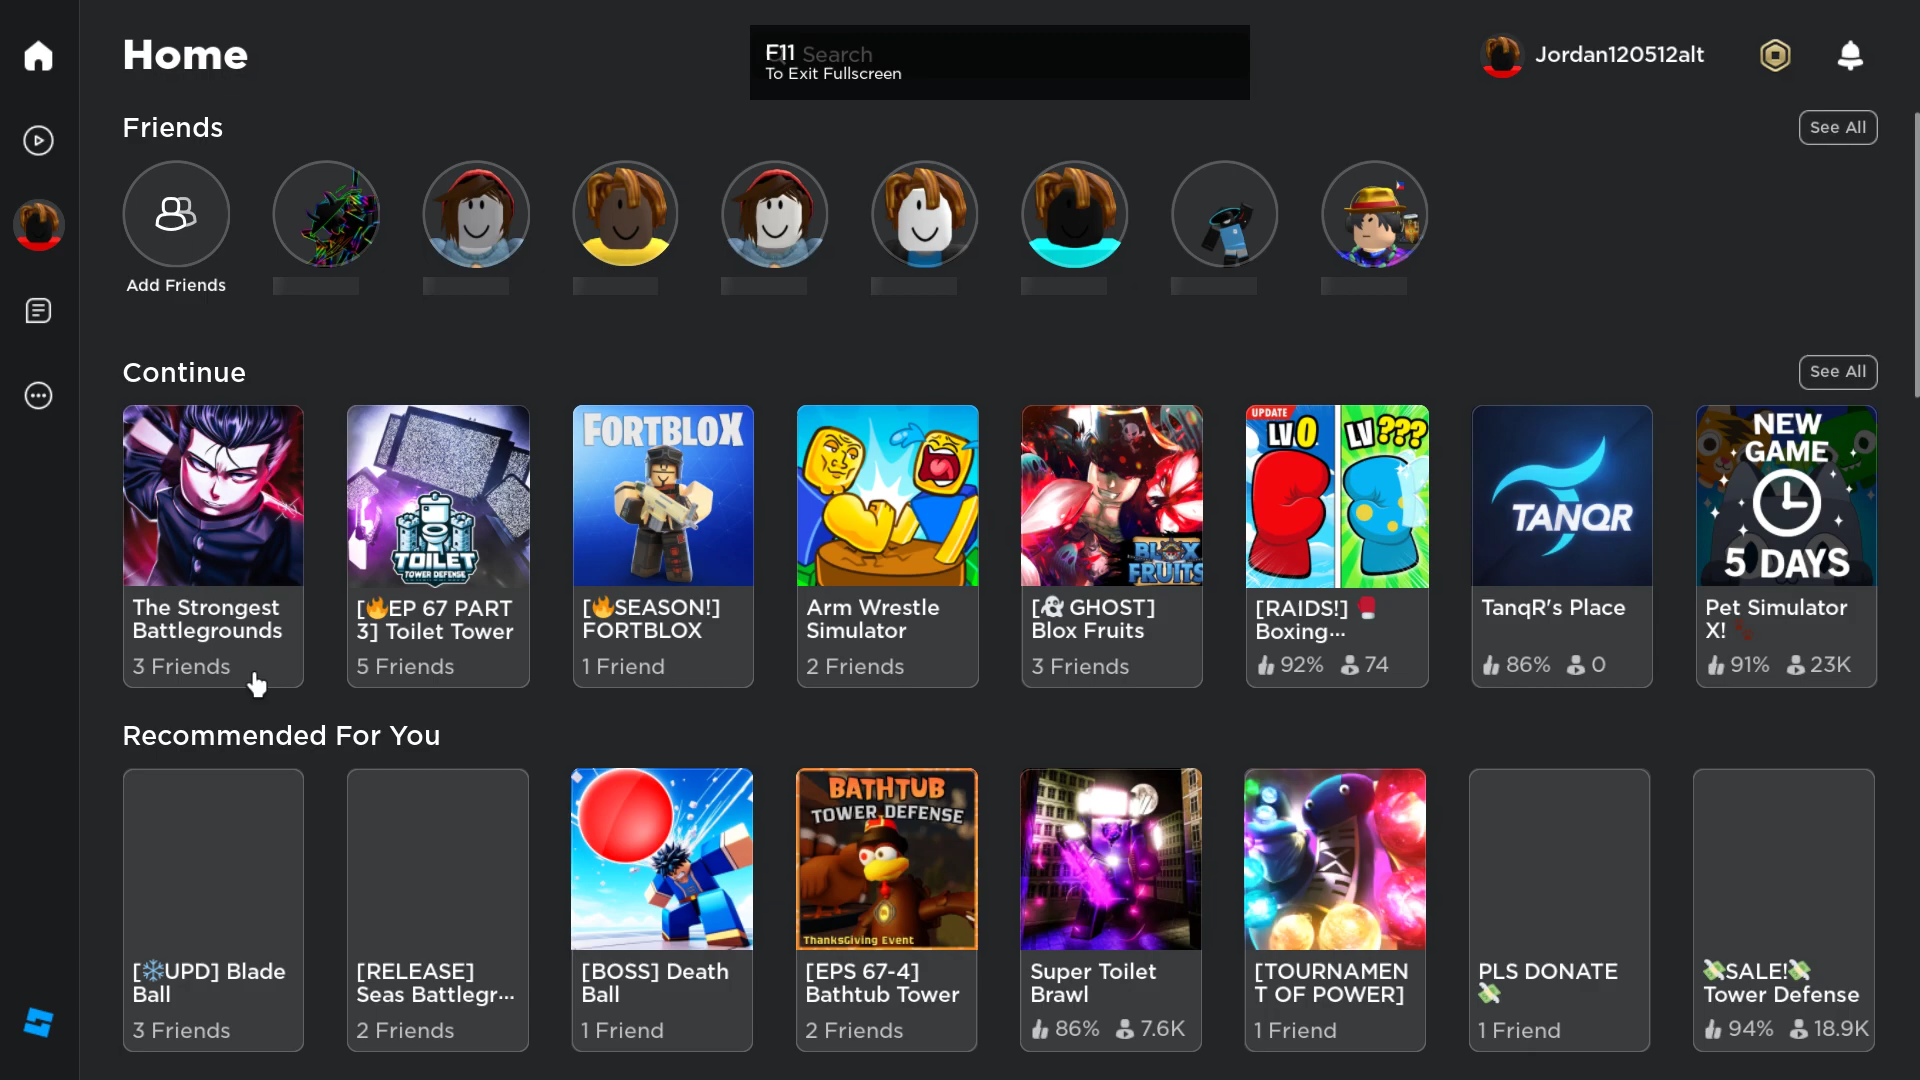 Home
F11 Search
To Exit Fullscreen
Jordan120512alt
Friends
See All
Add Friends
Continue
See All
FORTBLOX
UPDATE
LV.0
LV ???
TANQR
NEW
GAME
5 DAYS
TOILET
TOWER DEFENSE
BLOX
FRUITS
The Strongest
Battlegrounds
3 Friends
[🔥EP 67 PART
3] Toilet Tower
5 Friends
[🔥SEASON!]
FORTBLOX
1 Friend
Arm Wrestle
Simulator
2 Friends
[👻 GHOST]
Blox Fruits
3 Friends
[RAIDS!] 🥊
Boxing...
92% 74
TanqR's Place
86% 0
Pet Simulator
X! 🐾
91% 23K
Recommended For You
BATHTUB
TOWER DEFENSE
ThanksGiving Event
[❄️UPD] Blade
Ball
3 Friends
[RELEASE]
Seas Battlegr...
2 Friends
[BOSS] Death
Ball
1 Friend
[EPS 67-4]
Bathtub Tower
2 Friends
Super Toilet
Brawl
86% 7.6K
[TOURNAMEN
T OF POWER]
1 Friend
PLS DONATE
💸
1 Friend
💸SALE!💸
Tower Defense
94% 18.9K